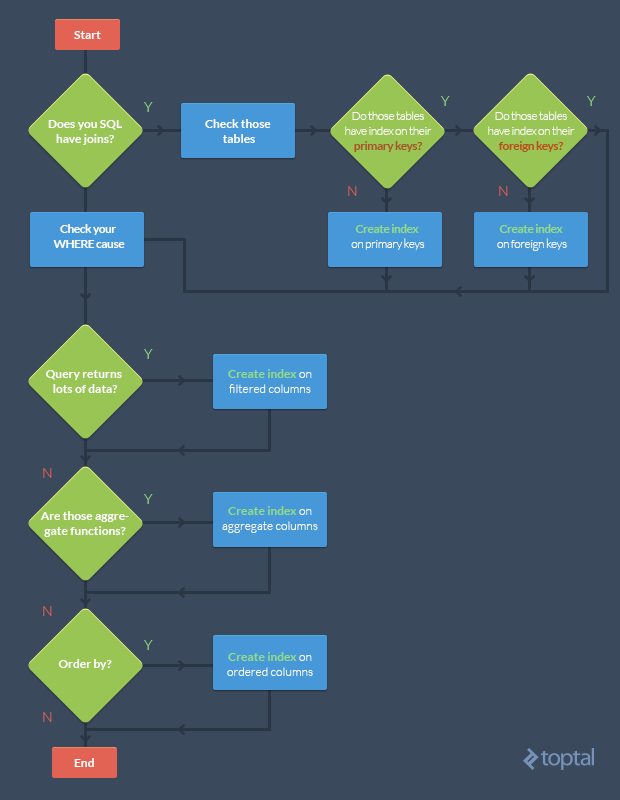 Start
Does you SQL
have joins?
Y
Check those
tables
Do those tables
have index on their
primary keys?
Y
Do those tables
have index on their
foreign keys?
Y
N
N
Check your
WHERE cause
Create index
on primary keys
Create index
on foreign keys
Query returns
lots of data?
Y
Create index on
filtered columns
N
Are those aggre-
gate functions?
Y
Create index on
aggregate columns
N
Order by?
Y
Create index on
ordered columns
N
End
toptal